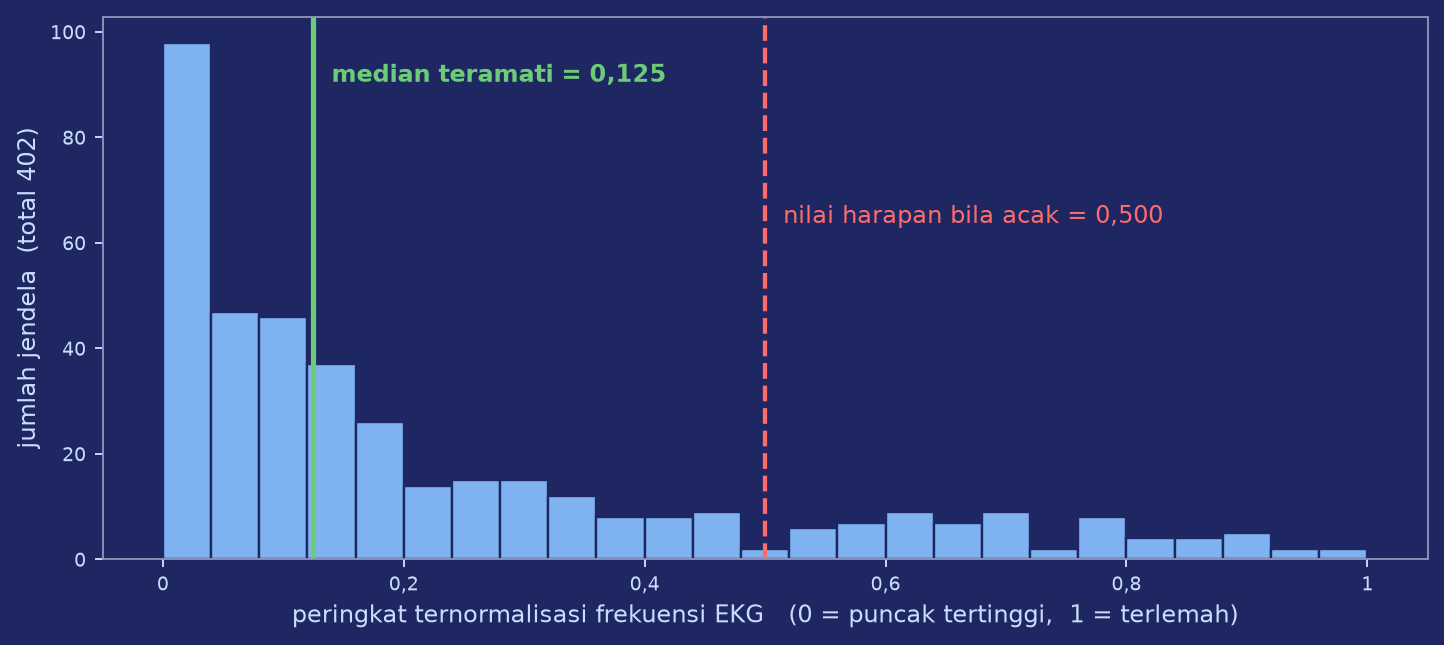 100
80
60
40
20
0
jumlah jendela (total 402)
median teramati = 0,125
nilai harapan bila acak = 0,500
0 0,2 0,4 0,6 0,8 1
peringkat ternormalisasi frekuensi EKG (0 = puncak tertinggi, 1 = terlemah)